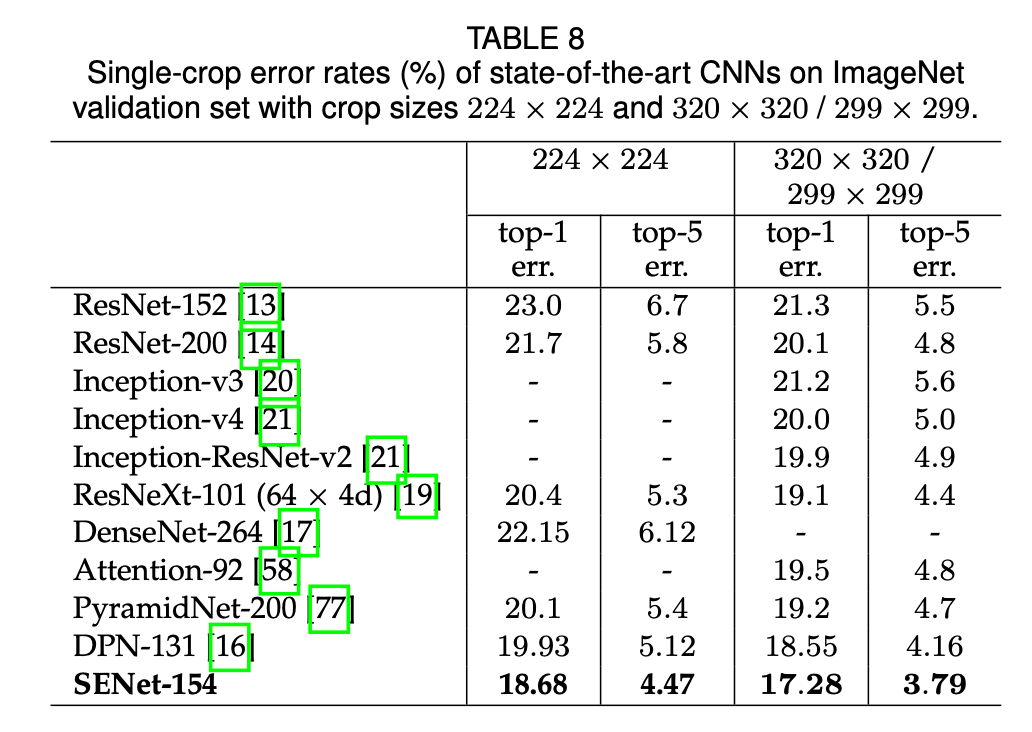 TABLE 8
Single-crop error rates (%) of state-of-the-art CNNs on ImageNet
validation set with crop sizes 224 × 224 and 320 × 320 / 299 × 299.
224 × 224 320 × 320 /
299 × 299
top-1 top-5 top-1 top-5
err. err. err. err.
ResNet-152 [13] 23.0 6.7 21.3 5.5
ResNet-200 [14] 21.7 5.8 20.1 4.8
Inception-v3 [20] - - 21.2 5.6
Inception-v4 [21] - - 20.0 5.0
Inception-ResNet-v2 [21] - - 19.9 4.9
ResNeXt-101 (64 × 4d) [19] 20.4 5.3 19.1 4.4
DenseNet-264 [17] 22.15 6.12 - -
Attention-92 [58] - - 19.5 4.8
PyramidNet-200 [77] 20.1 5.4 19.2 4.7
DPN-131 [16] 19.93 5.12 18.55 4.16
SENet-154 18.68 4.47 17.28 3.79